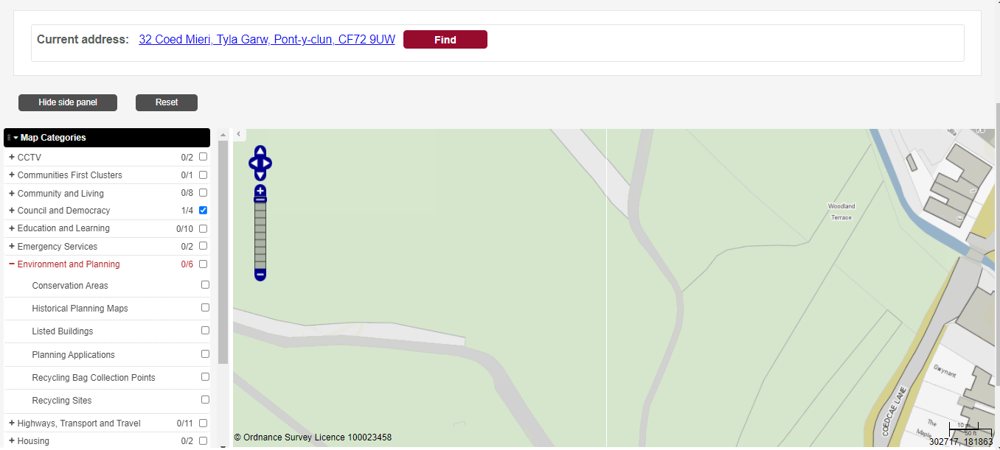 Current address: 32 Coed Mieri, Tyla Garw, Pont-y-clun, CF72 9UW Find
Hide side panel Reset
Map Categories
CCTV 0/2
Communities First Clusters 0/1
Community and Living 0/8
Council and Democracy 1/4
Education and Learning 0/10
Emergency Services 0/2
Environment and Planning 0/6
Conservation Areas
Historical Planning Maps
Listed Buildings
Planning Applications
Recycling Bag Collection Points
Recycling Sites
Highways, Transport and Travel 0/11
Housing 0/2
Woodland
Terrace
1
3
Gwynant
COEDCAE LANE
The
Maple
10 m
50 ft
302717, 181863
© Ordnance Survey Licence 100023458